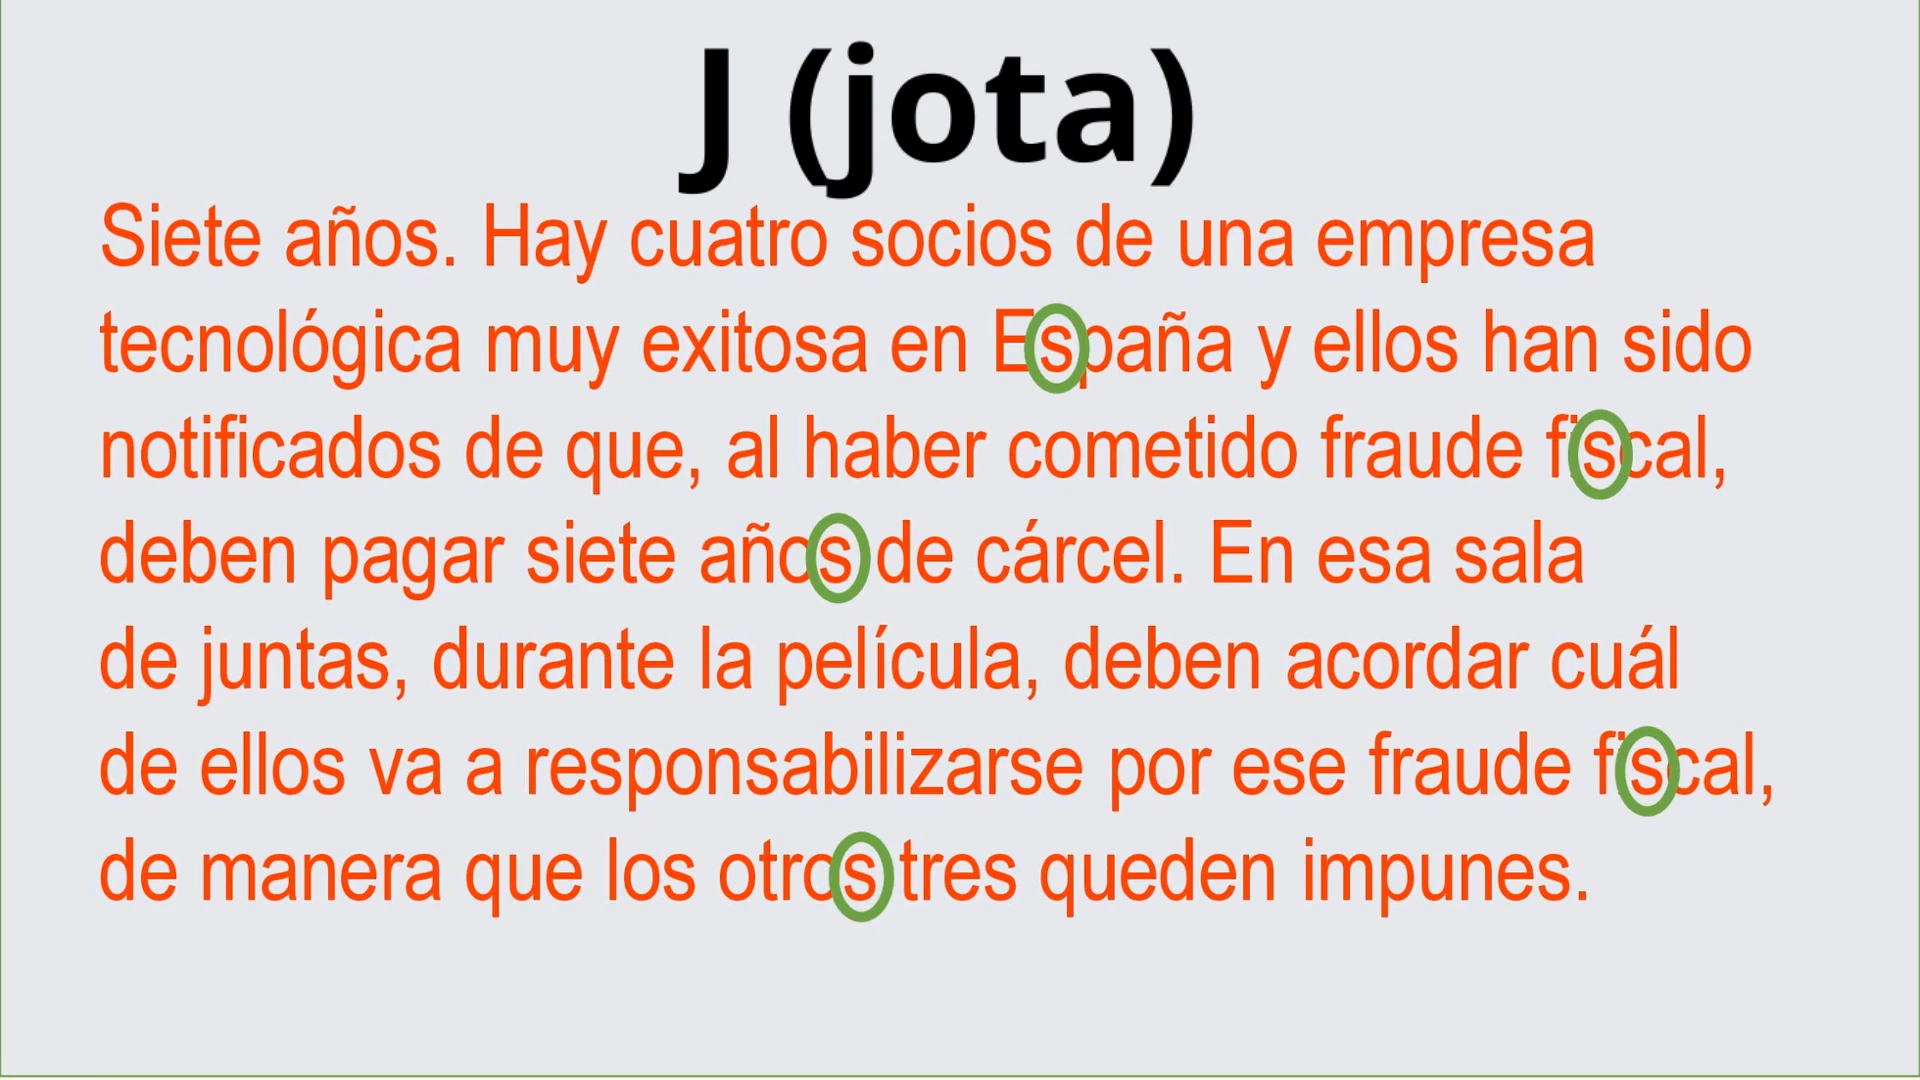 J (jota)
Siete años. Hay cuatro socios de una empresa
tecnológica muy exitosa en España y ellos han sido
notificados de que, al haber cometido fraude fiscal,
deben pagar siete años de cárcel. En esa sala
de juntas, durante la película, deben acordar cuál
de ellos va a responsabilizarse por ese fraude fiscal,
de manera que los otros tres queden impunes.